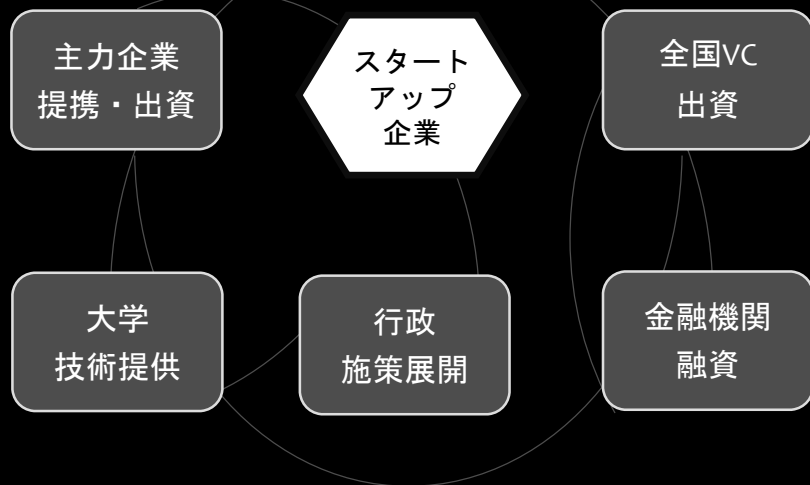 主力企業
提携・出資
スタート
アップ
企業
全国VC
出資
大学
技術提供
行政
施策展開
金融機関
融資